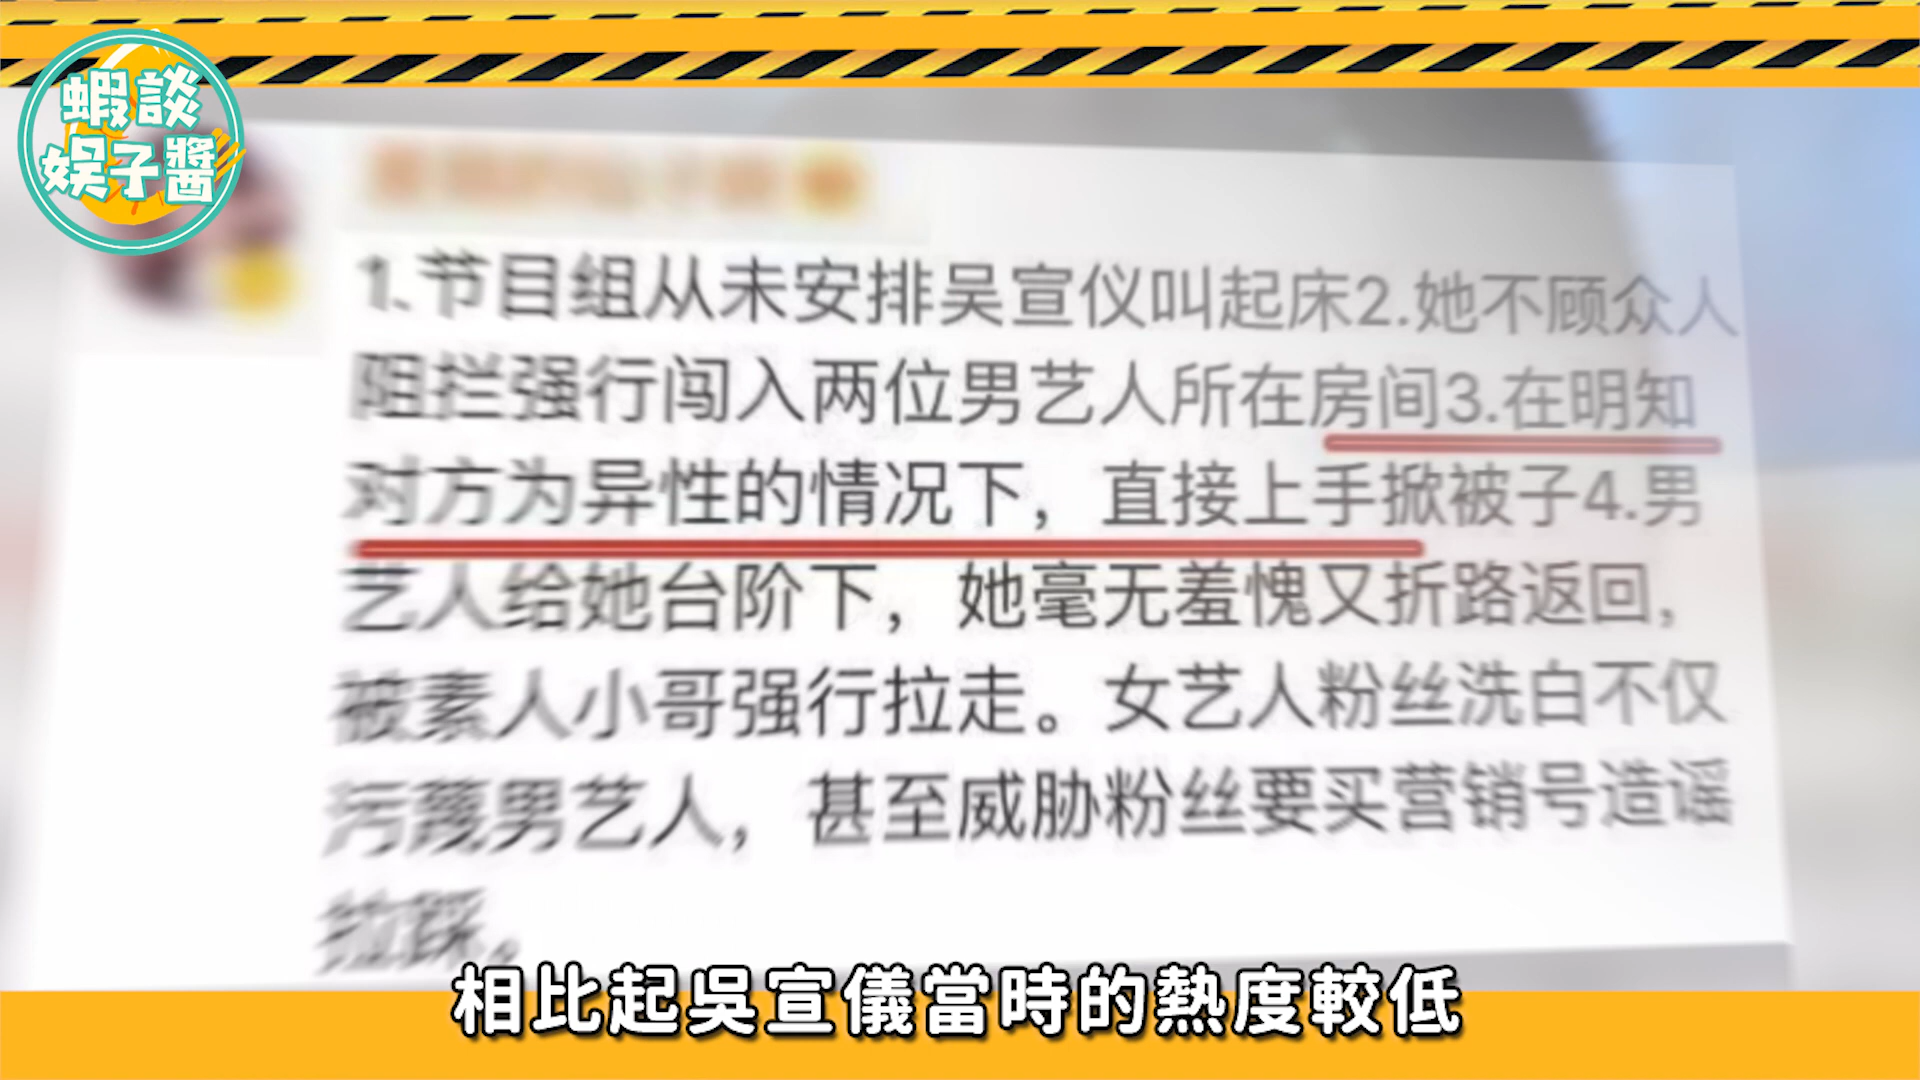 蝦談
娱子醬
1.节目组从未安排吴宣仪叫起床2.她不顾众人
阻拦强行闯入两位男艺人所在房间3.在明知
对方为异性的情况下，直接上手掀被子4.男
艺人给她台阶下，她毫无羞愧又折路返回，
被素人小哥强行拉走。女艺人粉丝洗白不仅
污蔑男艺人，甚至威胁粉丝要买营销号造谣
拉踩。
相比起吳宣儀當時的熱度較低